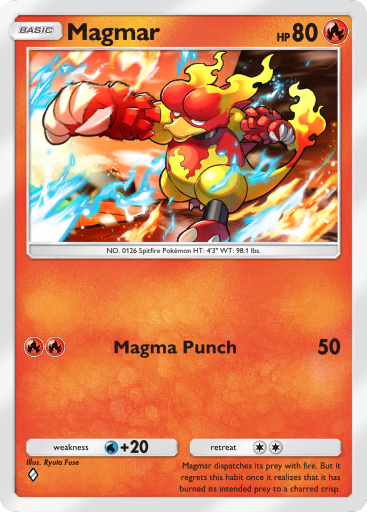 BASIC
Magmar
HP 80
NO. 0126 Spitfire Pokémon HT: 4'3" WT: 98.1 lbs.
Magma Punch 50
weakness +20
retreat
Illus. Ryuta Fuse
Magmar dispatches its prey with fire. But it
regrets this habit once it realizes that it has
burned its intended prey to a charred crisp.